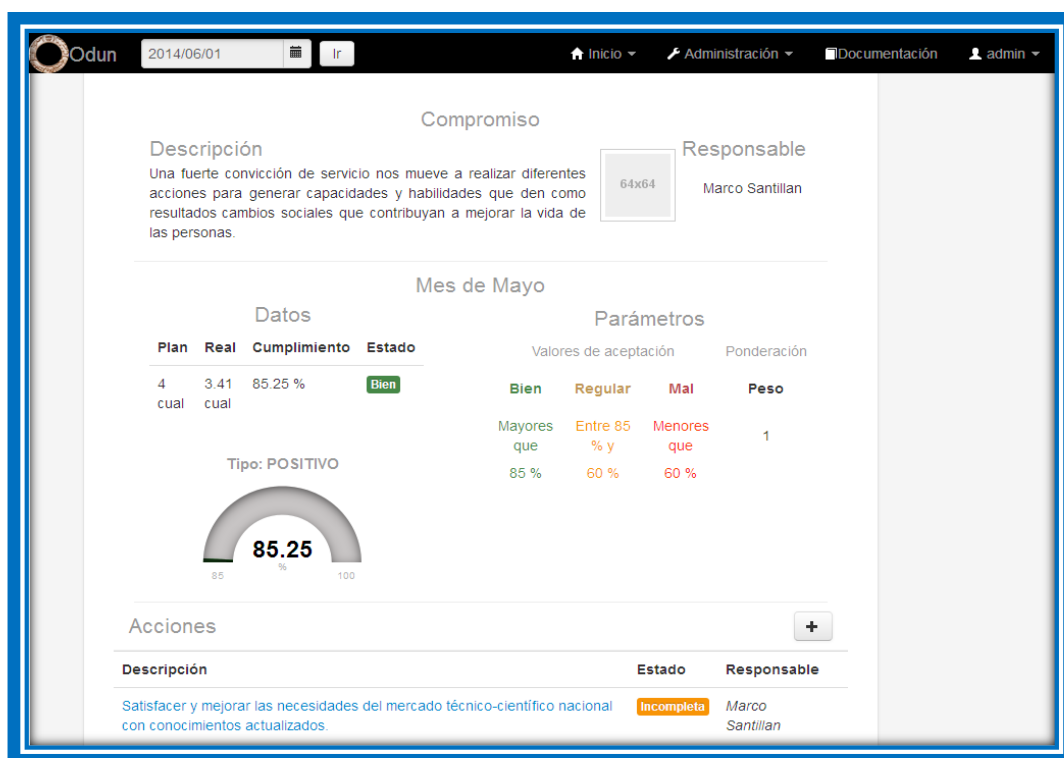 Odun 2014/06/01 Ir Inicio Administración Documentación admin
Compromiso
Descripción
Una fuerte convicción de servicio nos mueve a realizar diferentes
acciones para generar capacidades y habilidades que den como
resultados cambios sociales que contribuyan a mejorar la vida de
las personas.
64x64
Responsable
Marco Santillan
Mes de Mayo
Datos
Plan Real Cumplimiento Estado
4 3.41 85.25 % Bien
cual cual
Tipo: POSITIVO
85.25
%
85 100
Parámetros
Valores de aceptación Ponderación
Bien Regular Mal Peso
Mayores Entre 85 Menores
que % y que 1
85 % 60 % 60 %
Acciones +
Descripción Estado Responsable
Satisfacer y mejorar las necesidades del mercado técnico-científico nacional Incompleta Marco
con conocimientos actualizados. Santillan